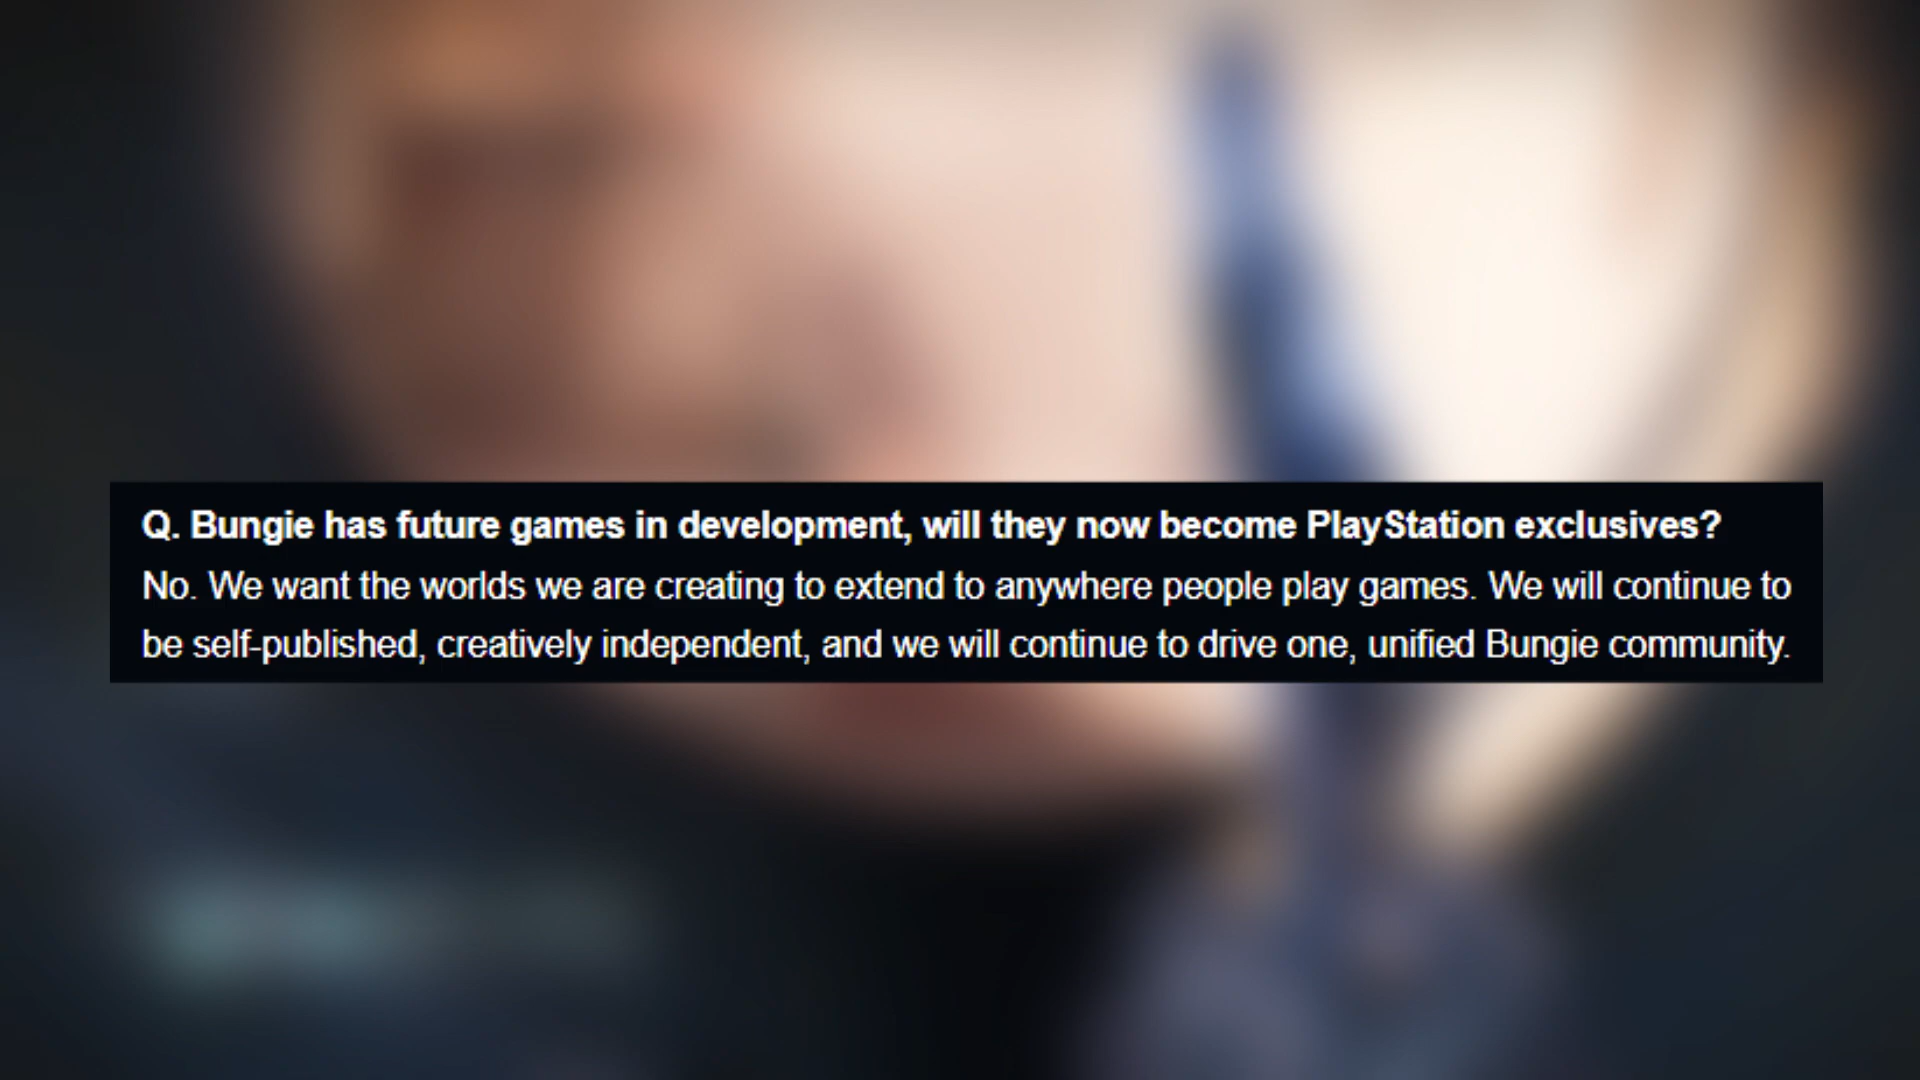 Q. Bungie has future games in development, will they now become PlayStation exclusives?
No. We want the worlds we are creating to extend to anywhere people play games. We will continue to
be self-published, creatively independent, and we will continue to drive one, unified Bungie community.